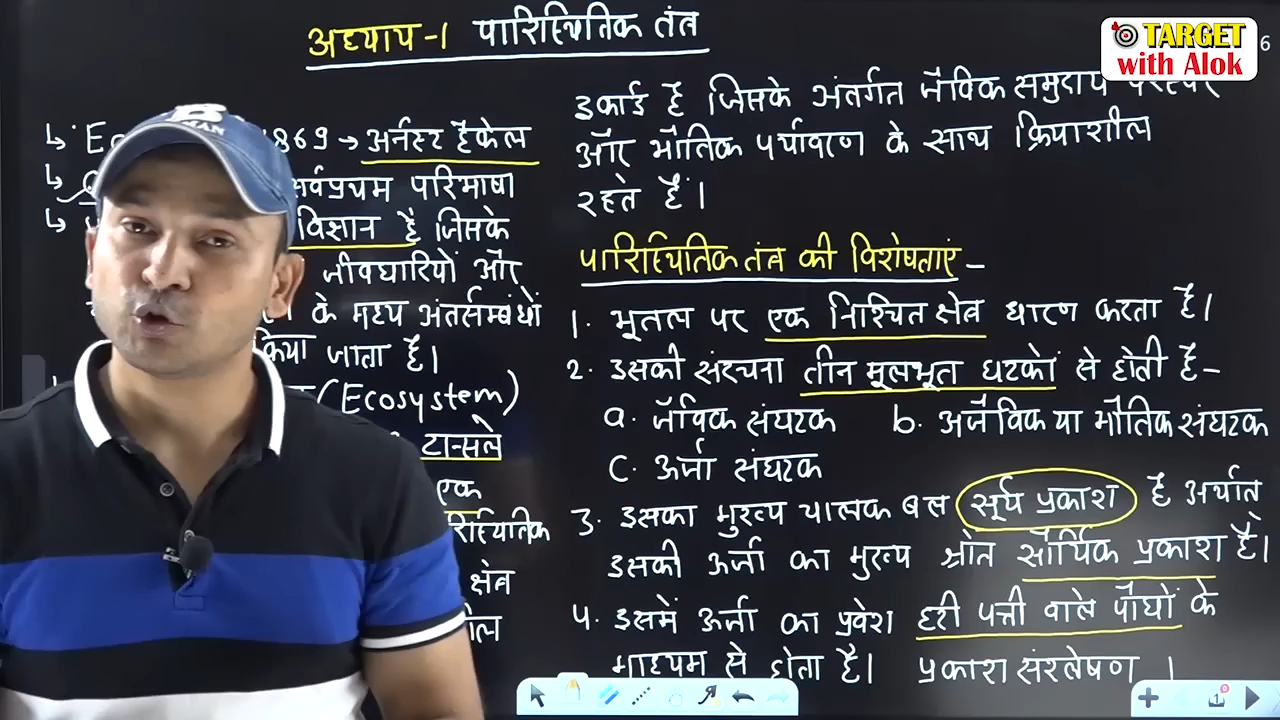 अध्याय-1 पारिस्थितिक तंत्र
TARGET
with Alok
6
1869 → अर्नेस्ट हैकेल
सर्वप्रथम परिभाषा
विज्ञान है जिसके
जीवधारियों और
के मध्य अंतर्सम्बंधों
किया जाता है।
(Ecosystem)
टान्सले
एक
क्षेत्र
इकाई है जिसके अंतर्गत जैविक समुदाय
और भौतिक पर्यावरण के साथ क्रियाशील
रहते हैं।
पारिस्थितिक तंत्र की विशेषताएं -
1. भूतल पर एक निश्चित क्षेत्र धारण करता है।
2. इसकी संरचना तीन मूलभूत घटकों से होती है-
a. जैविक संघटक b. अजैविक या भौतिक संघटक
C. ऊर्जा संघटक
3. इसका मुख्य चालक बल सूर्य प्रकाश है अर्थात
इसकी ऊर्जा का मुख्य श्रोत सौर्यिक प्रकाश है।
4. इसमें ऊर्जा का प्रवेश हरी पत्ती वाले पौधों के
माध्यम से होता है। प्रकाश संश्लेषण ।